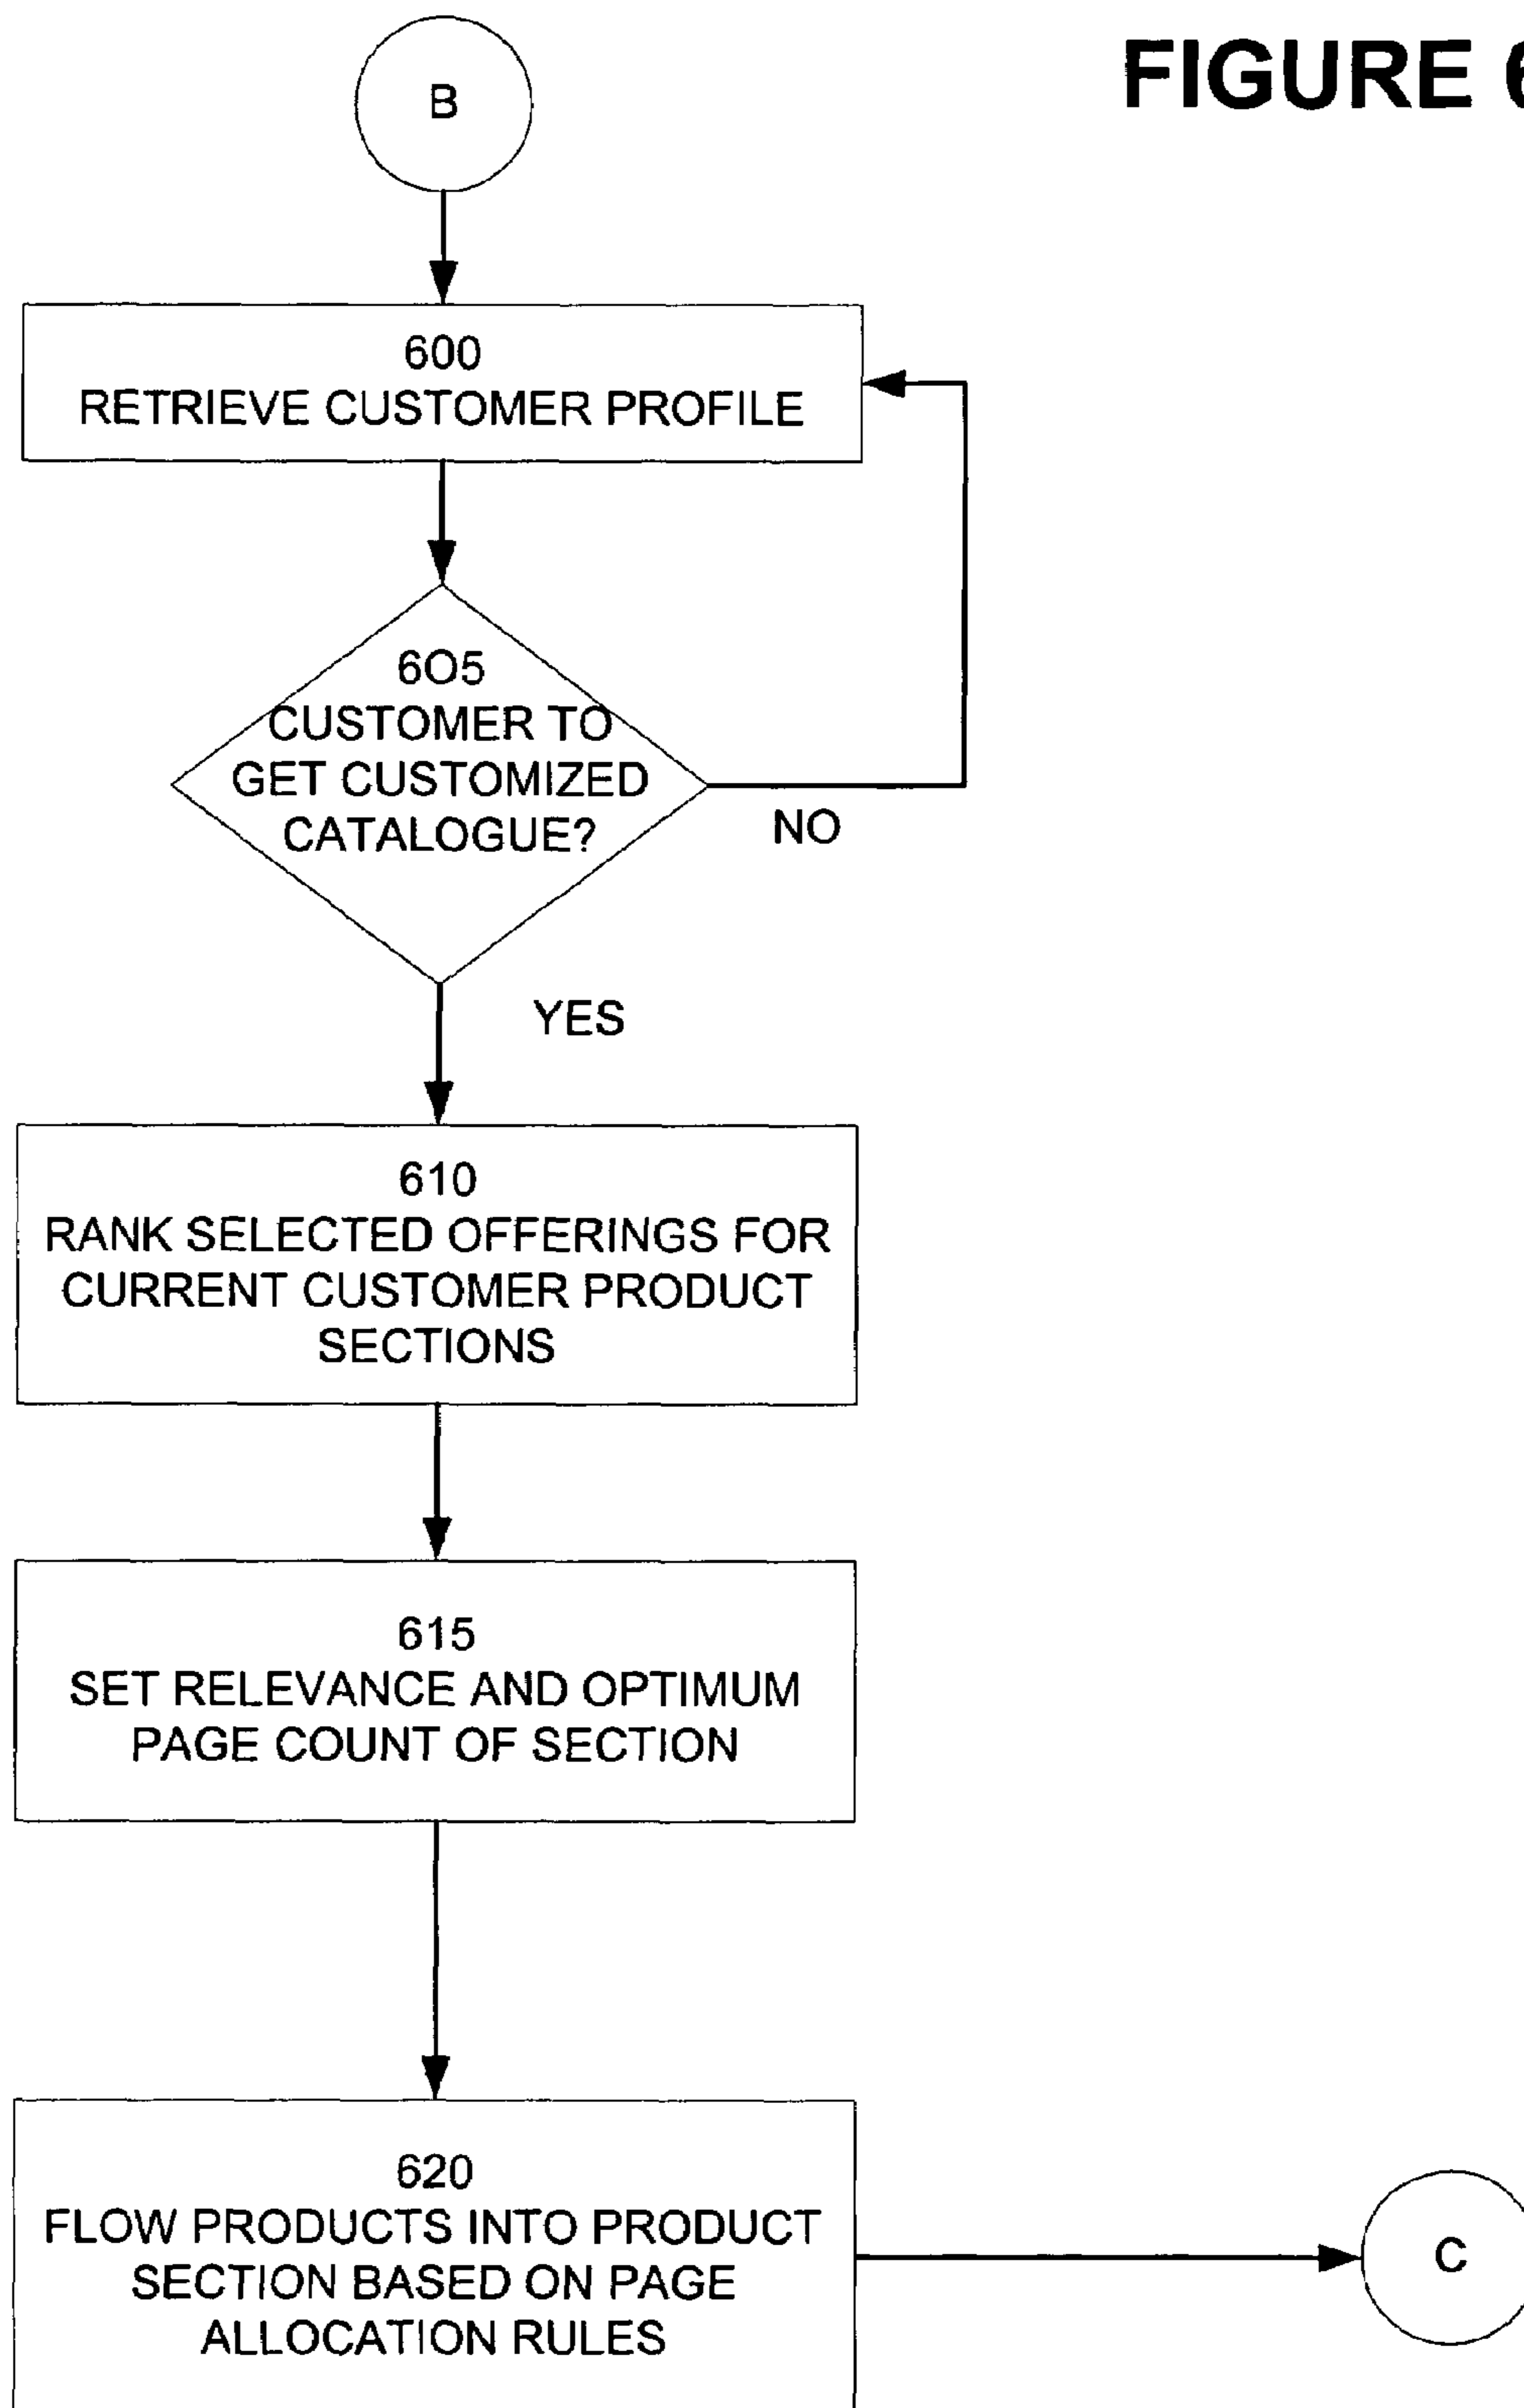 FIGURE 6
B
600
RETRIEVE CUSTOMER PROFILE
6O5
CUSTOMER TO
GET CUSTOMIZED
CATALOGUE?
NO
YES
610
RANK SELECTED OFFERINGS FOR
CURRENT CUSTOMER PRODUCT
SECTIONS
615
SET RELEVANCE AND OPTIMUM
PAGE COUNT OF SECTION
620
FLOW PRODUCTS INTO PRODUCT
SECTION BASED ON PAGE
ALLOCATION RULES
C